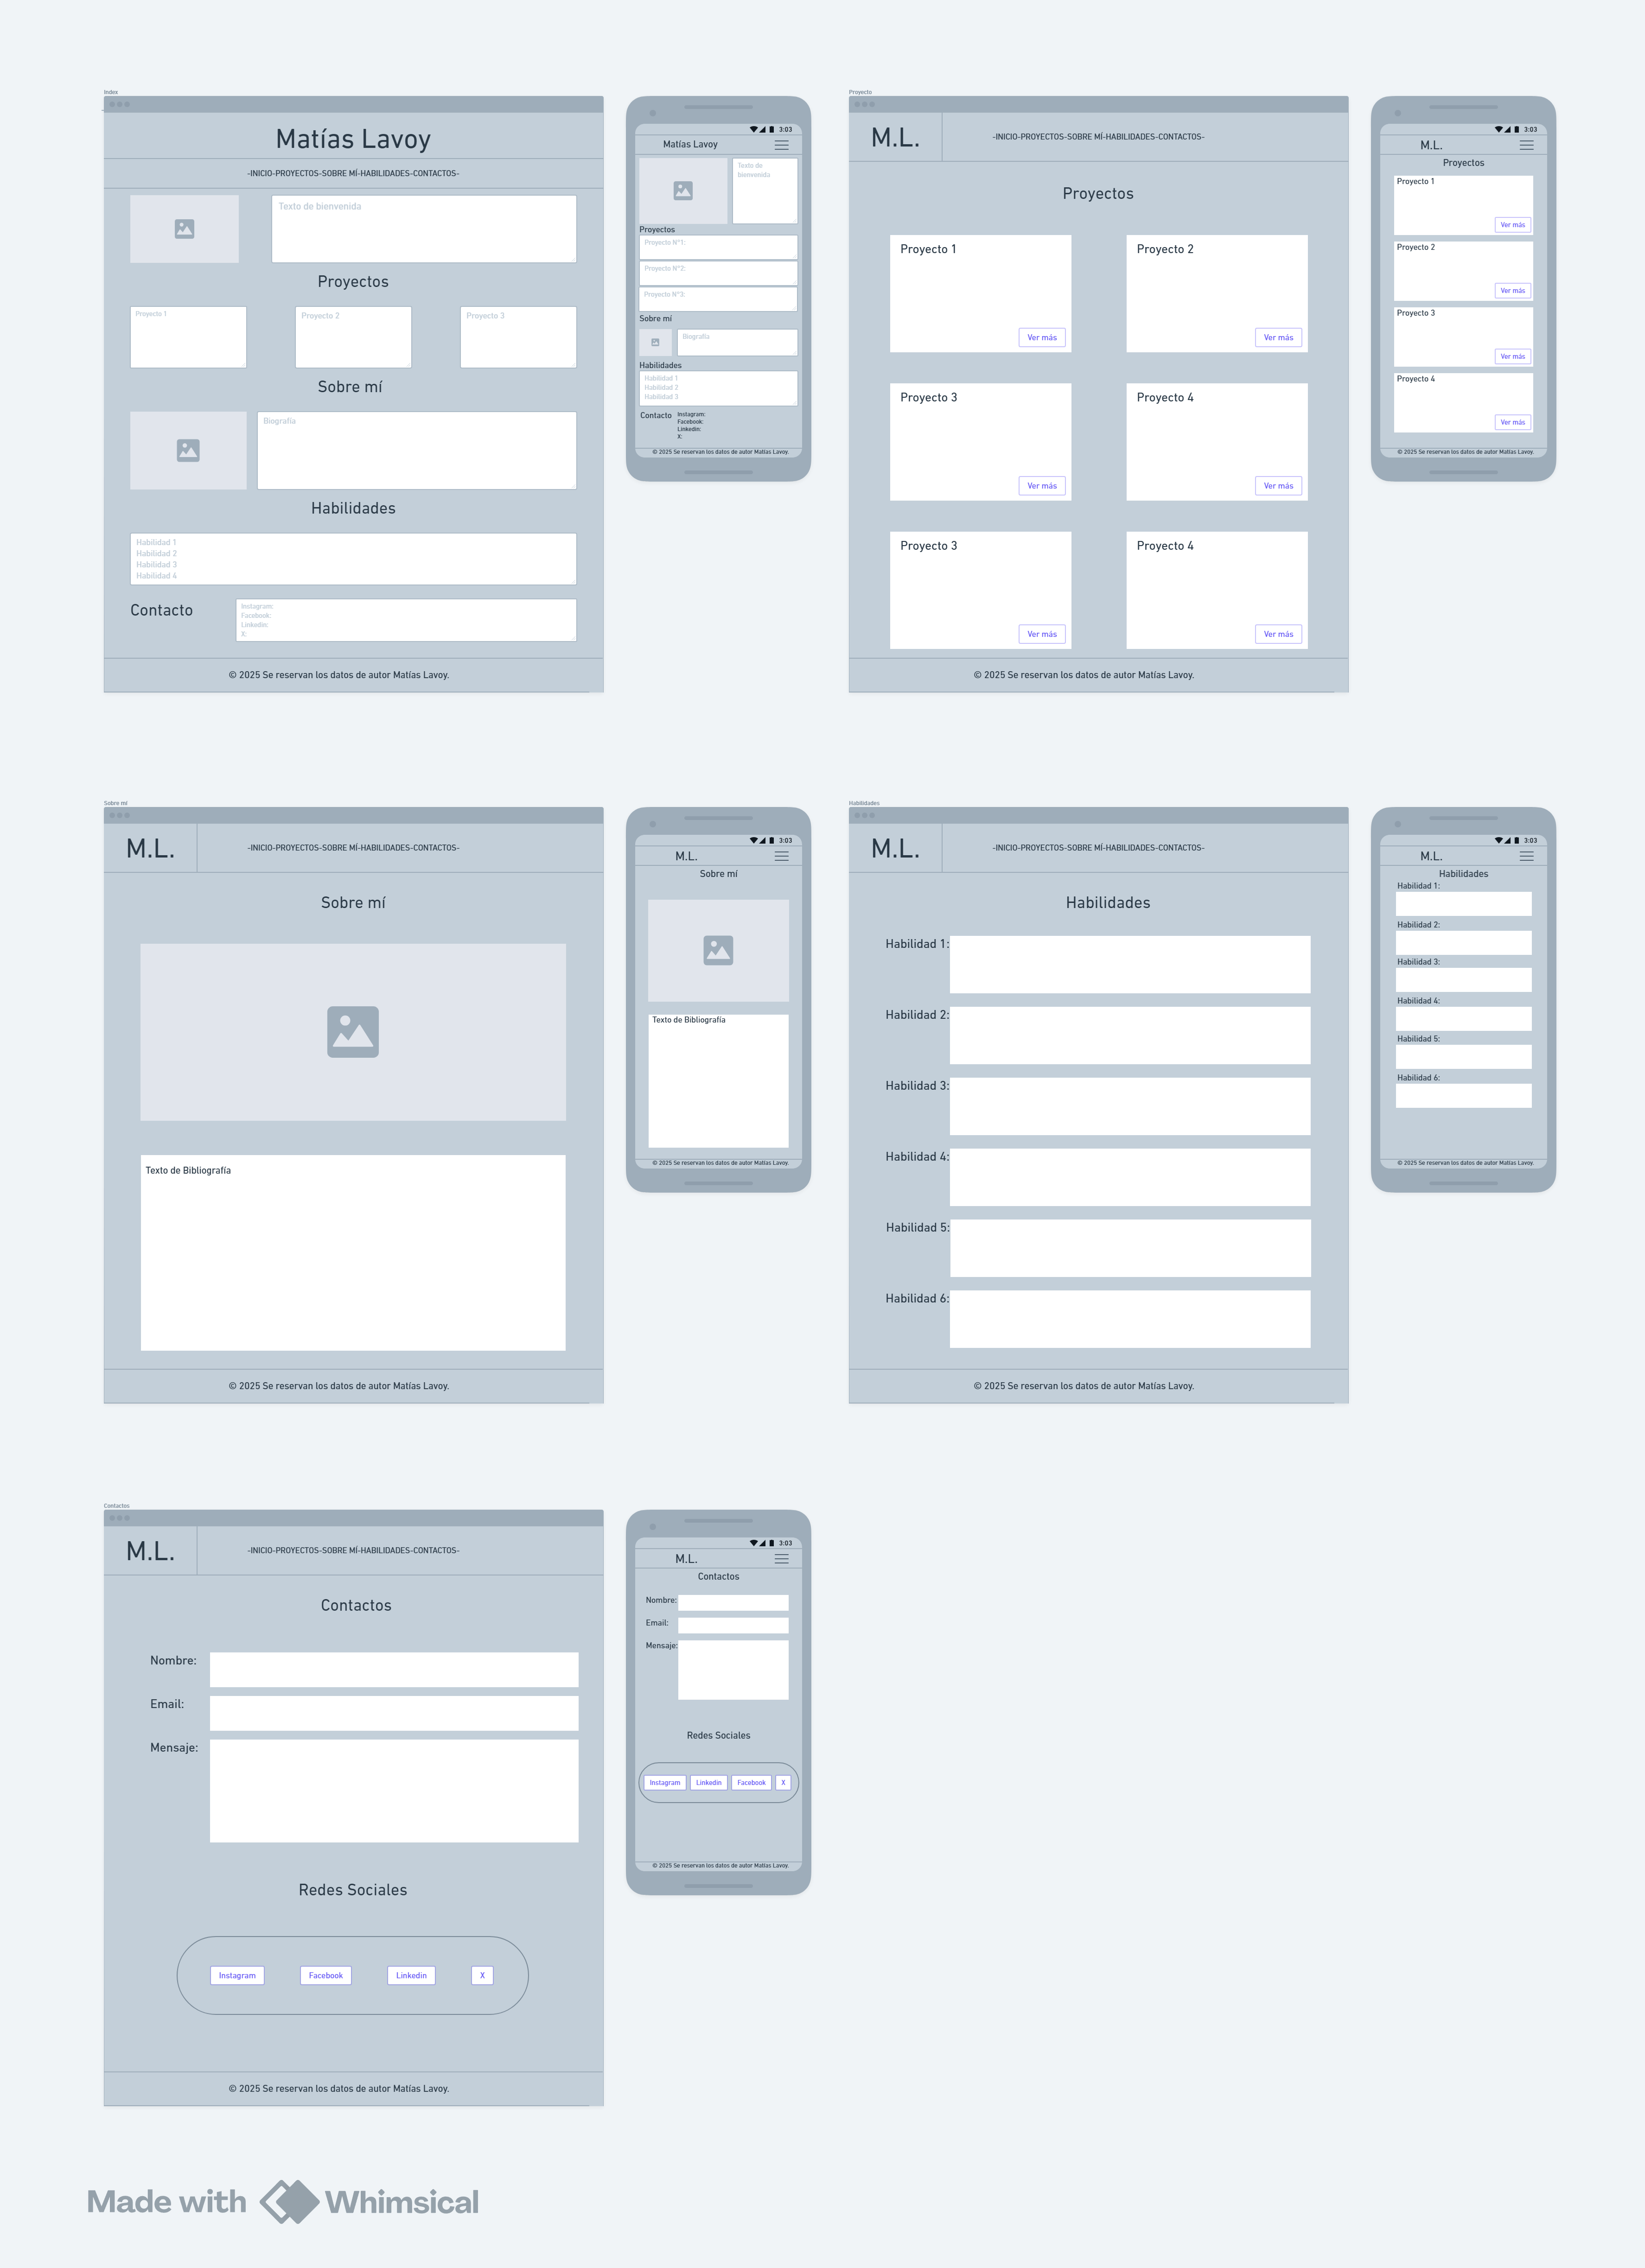 Index
Matías Lavoy
-INICIO-PROYECTOS-SOBRE MÍ-HABILIDADES-CONTACTOS-
Texto de bienvenida
Proyectos
Proyecto 1
Proyecto 2
Proyecto 3
Sobre mí
Biografía
Habilidades
Habilidad 1
Habilidad 2
Habilidad 3
Habilidad 4
Contacto
Instagram:
Facebook:
Linkedin:
X:
© 2025 Se reservan los datos de autor Matías Lavoy.
3:03
Matías Lavoy
Texto de
bienvenida
Proyectos
Proyecto N°1:
Proyecto N°2:
Proyecto N°3:
Sobre mí
Biografía
Habilidades
Habilidad 1
Habilidad 2
Habilidad 3
Contacto
Instagram:
Facebook:
Linkedin:
X:
© 2025 Se reservan los datos de autor Matías Lavoy.
Proyecto
M.L.
-INICIO-PROYECTOS-SOBRE MÍ-HABILIDADES-CONTACTOS-
Proyectos
Proyecto 1
Ver más
Proyecto 2
Ver más
Proyecto 3
Ver más
Proyecto 4
Ver más
Proyecto 3
Ver más
Proyecto 4
Ver más
© 2025 Se reservan los datos de autor Matías Lavoy.
3:03
M.L.
Proyectos
Proyecto 1
Ver más
Proyecto 2
Ver más
Proyecto 3
Ver más
Proyecto 4
Ver más
© 2025 Se reservan los datos de autor Matías Lavoy.
Sobre mí
M.L.
-INICIO-PROYECTOS-SOBRE MÍ-HABILIDADES-CONTACTOS-
Sobre mí
Texto de Bibliografía
© 2025 Se reservan los datos de autor Matías Lavoy.
3:03
M.L.
Sobre mí
Texto de Bibliografía
© 2025 Se reservan los datos de autor Matías Lavoy.
Habilidades
M.L.
-INICIO-PROYECTOS-SOBRE MÍ-HABILIDADES-CONTACTOS-
Habilidades
Habilidad 1:
Habilidad 2:
Habilidad 3:
Habilidad 4:
Habilidad 5:
Habilidad 6:
© 2025 Se reservan los datos de autor Matías Lavoy.
3:03
M.L.
Habilidades
Habilidad 1:
Habilidad 2:
Habilidad 3:
Habilidad 4:
Habilidad 5:
Habilidad 6:
© 2025 Se reservan los datos de autor Matías Lavoy.
Contactos
M.L.
-INICIO-PROYECTOS-SOBRE MÍ-HABILIDADES-CONTACTOS-
Contactos
Nombre:
Email:
Mensaje:
Redes Sociales
Instagram
Facebook
Linkedin
X
© 2025 Se reservan los datos de autor Matías Lavoy.
3:03
M.L.
Contactos
Nombre:
Email:
Mensaje:
Redes Sociales
Instagram
Linkedin
Facebook
X
© 2025 Se reservan los datos de autor Matías Lavoy.
Made with Whimsical